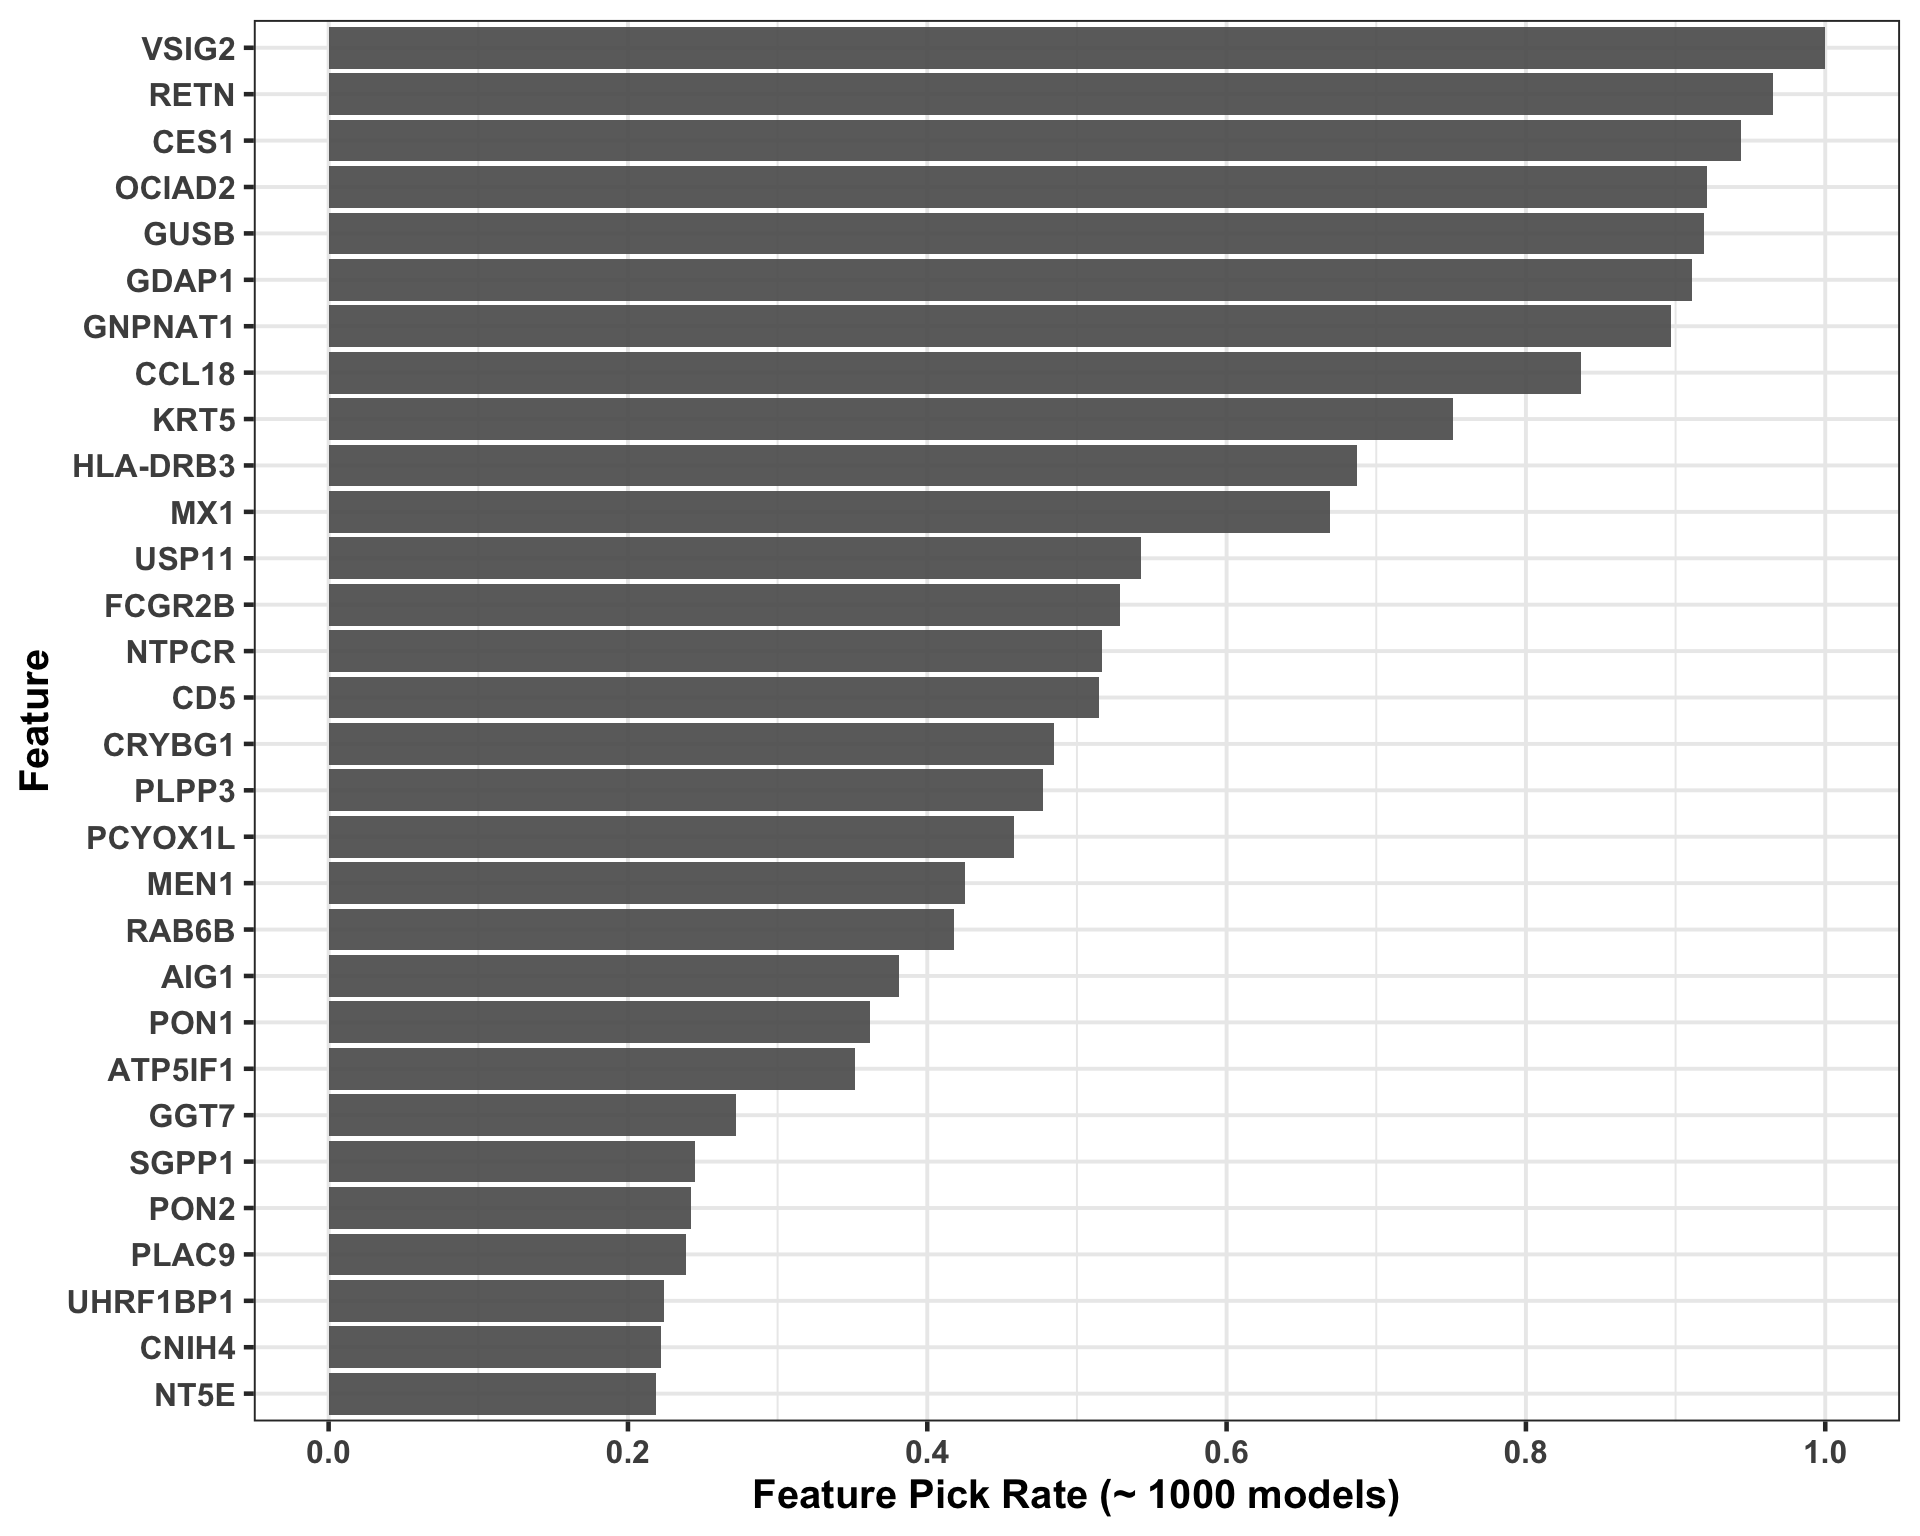 VSIG2
RETN
CES1
OCIAD2
GUSB
GDAP1
GNPNAT1
CCL18
KRT5
HLA-DRB3
MX1
USP11
FCGR2B
NTPCR
CD5
CRYBG1
PLPP3
PCYOX1L
MEN1
RAB6B
AIG1
PON1
ATP5IF1
GGT7
SGPP1
PON2
PLAC9
UHRF1BP1
CNIH4
NT5E
Feature
0.0 0.2 0.4 0.6 0.8 1.0
Feature Pick Rate (~ 1000 models)